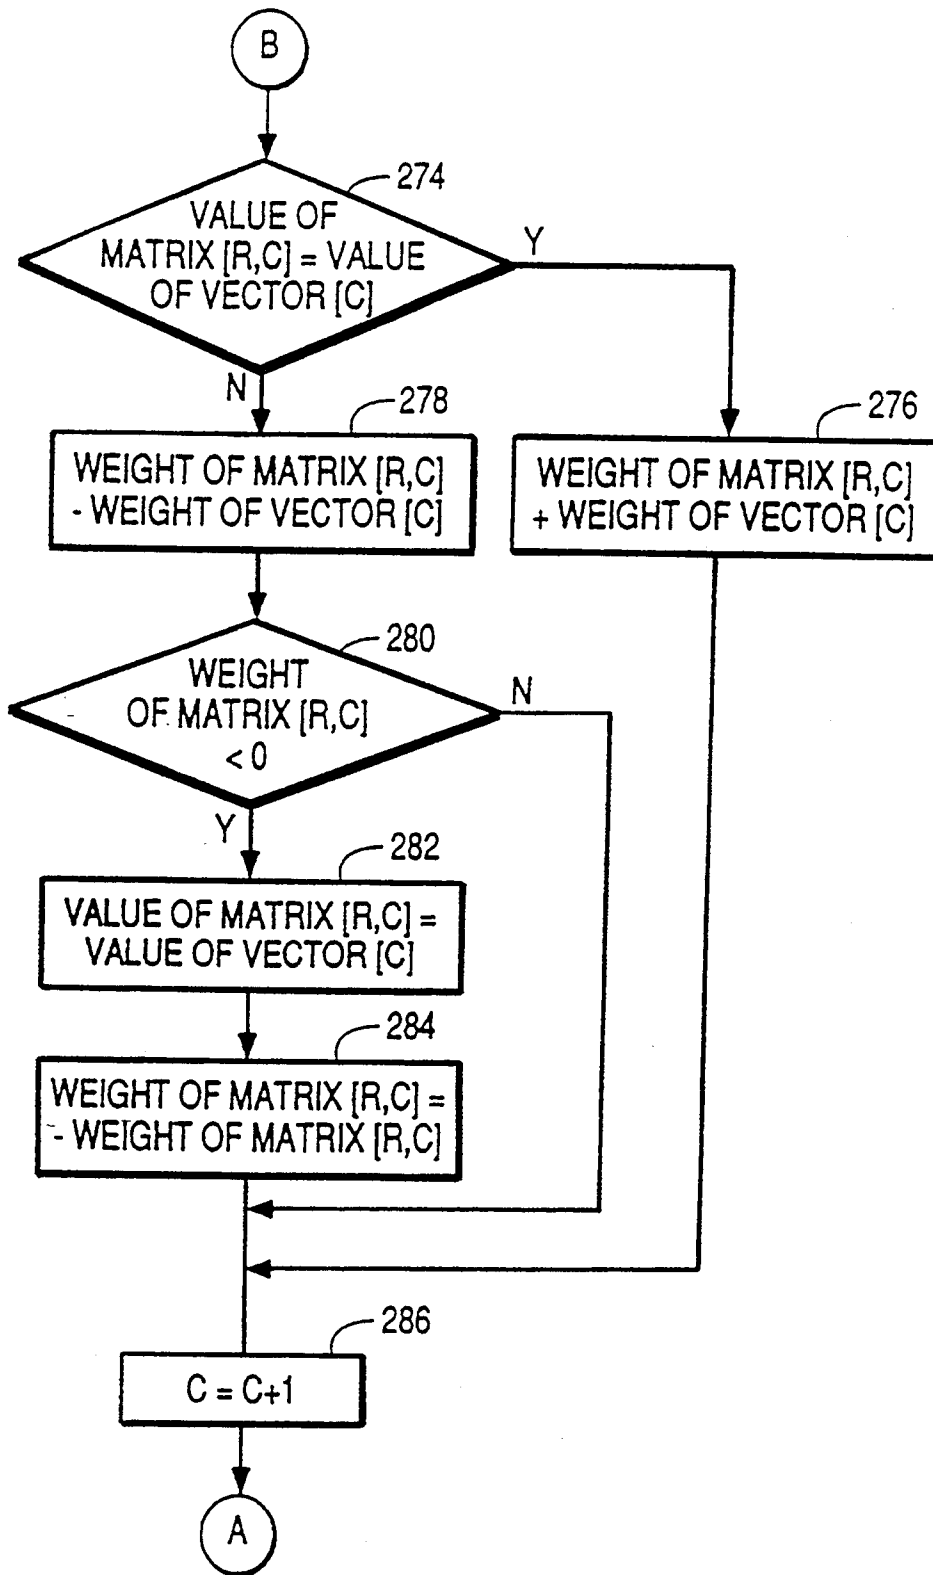 B
274
VALUE OF
MATRIX [R,C] = VALUE
OF VECTOR [C]
Y
N
278
276
WEIGHT OF MATRIX [R,C]
- WEIGHT OF VECTOR [C]
WEIGHT OF MATRIX [R,C]
+ WEIGHT OF VECTOR [C]
280
WEIGHT
OF MATRIX [R,C]
< 0
N
Y
282
VALUE OF MATRIX [R,C] =
VALUE OF VECTOR [C]
284
WEIGHT OF MATRIX [R,C] =
- WEIGHT OF MATRIX [R,C]
286
C = C+1
A